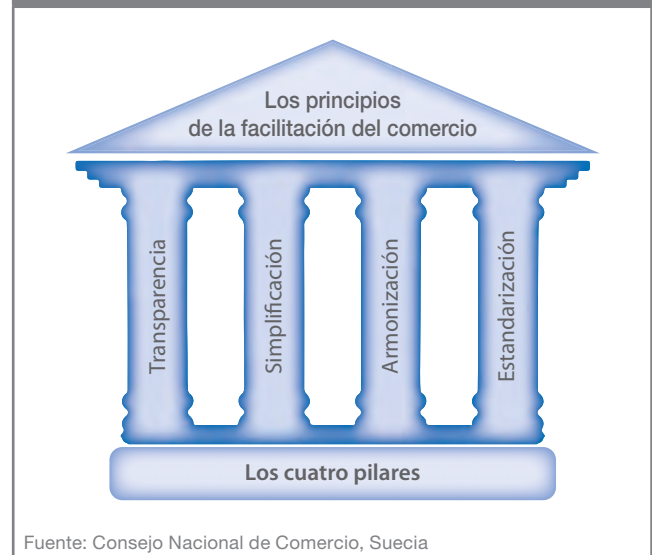 Los principios
de la facilitación del comercio
Transparencia
Simplificación
Armonización
Estandarización
Los cuatro pilares
Fuente: Consejo Nacional de Comercio, Suecia